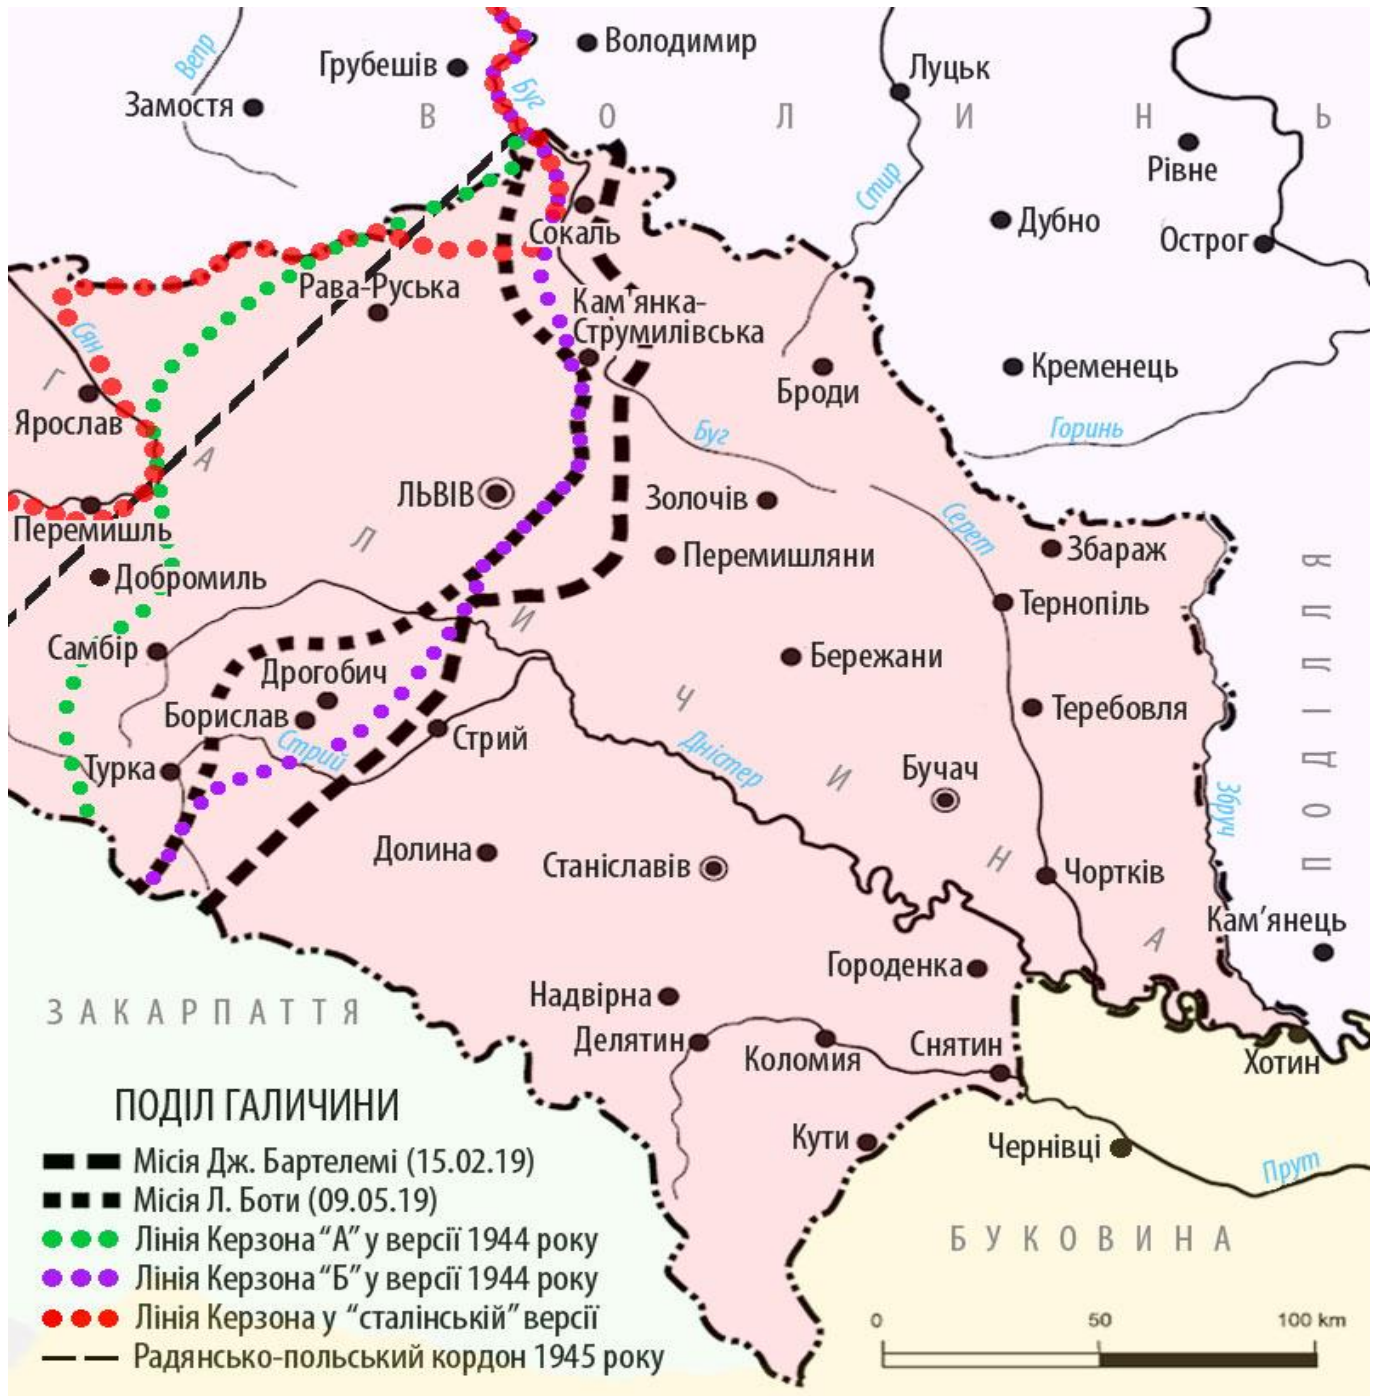 Володимир
Грубешів
Вепр
Буг
Луцьк
Замостя
В О Л И Н Ь
Рівне
Стир
Дубно
Острог
Сокаль
Рава-Руська
Кам'янка-
Струмилівська
Сян
Кременець
Броди
Ярослав
Буг
Горинь
Г А Л И Ч И Н А
ЛЬВІВ
Золочів
Серет
Перемишль
Перемишляни
Збараж
Добромиль
Тернопіль
Самбір
Бережани
Дрогобич
Борислав
Теребовля
Стрий
Стрий
Дністер
Турка
Бучач
Збруч
ПОДІЛЛЯ
Долина
Станіславів
Чортків
Кам’янець
Городенка
Надвірна
ЗАКАРПАТТЯ
Делятин
Коломия
Снятин
Хотин
Кути
Чернівці
Прут
БУКОВИНА
ПОДІЛ ГАЛИЧИНИ
Місія Дж. Бартелемі (15.02.19)
Місія Л. Боти (09.05.19)
Лінія Керзона “А” у версії 1944 року
Лінія Керзона “Б” у версії 1944 року
Лінія Керзона у “сталінській” версії
Радянсько-польський кордон 1945 року
0 50 100 km